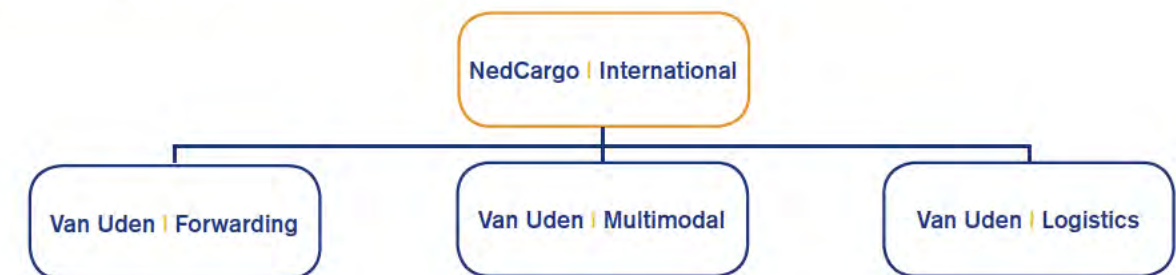 NedCargo | International
Van Uden | Forwarding
Van Uden | Multimodal
Van Uden | Logistics